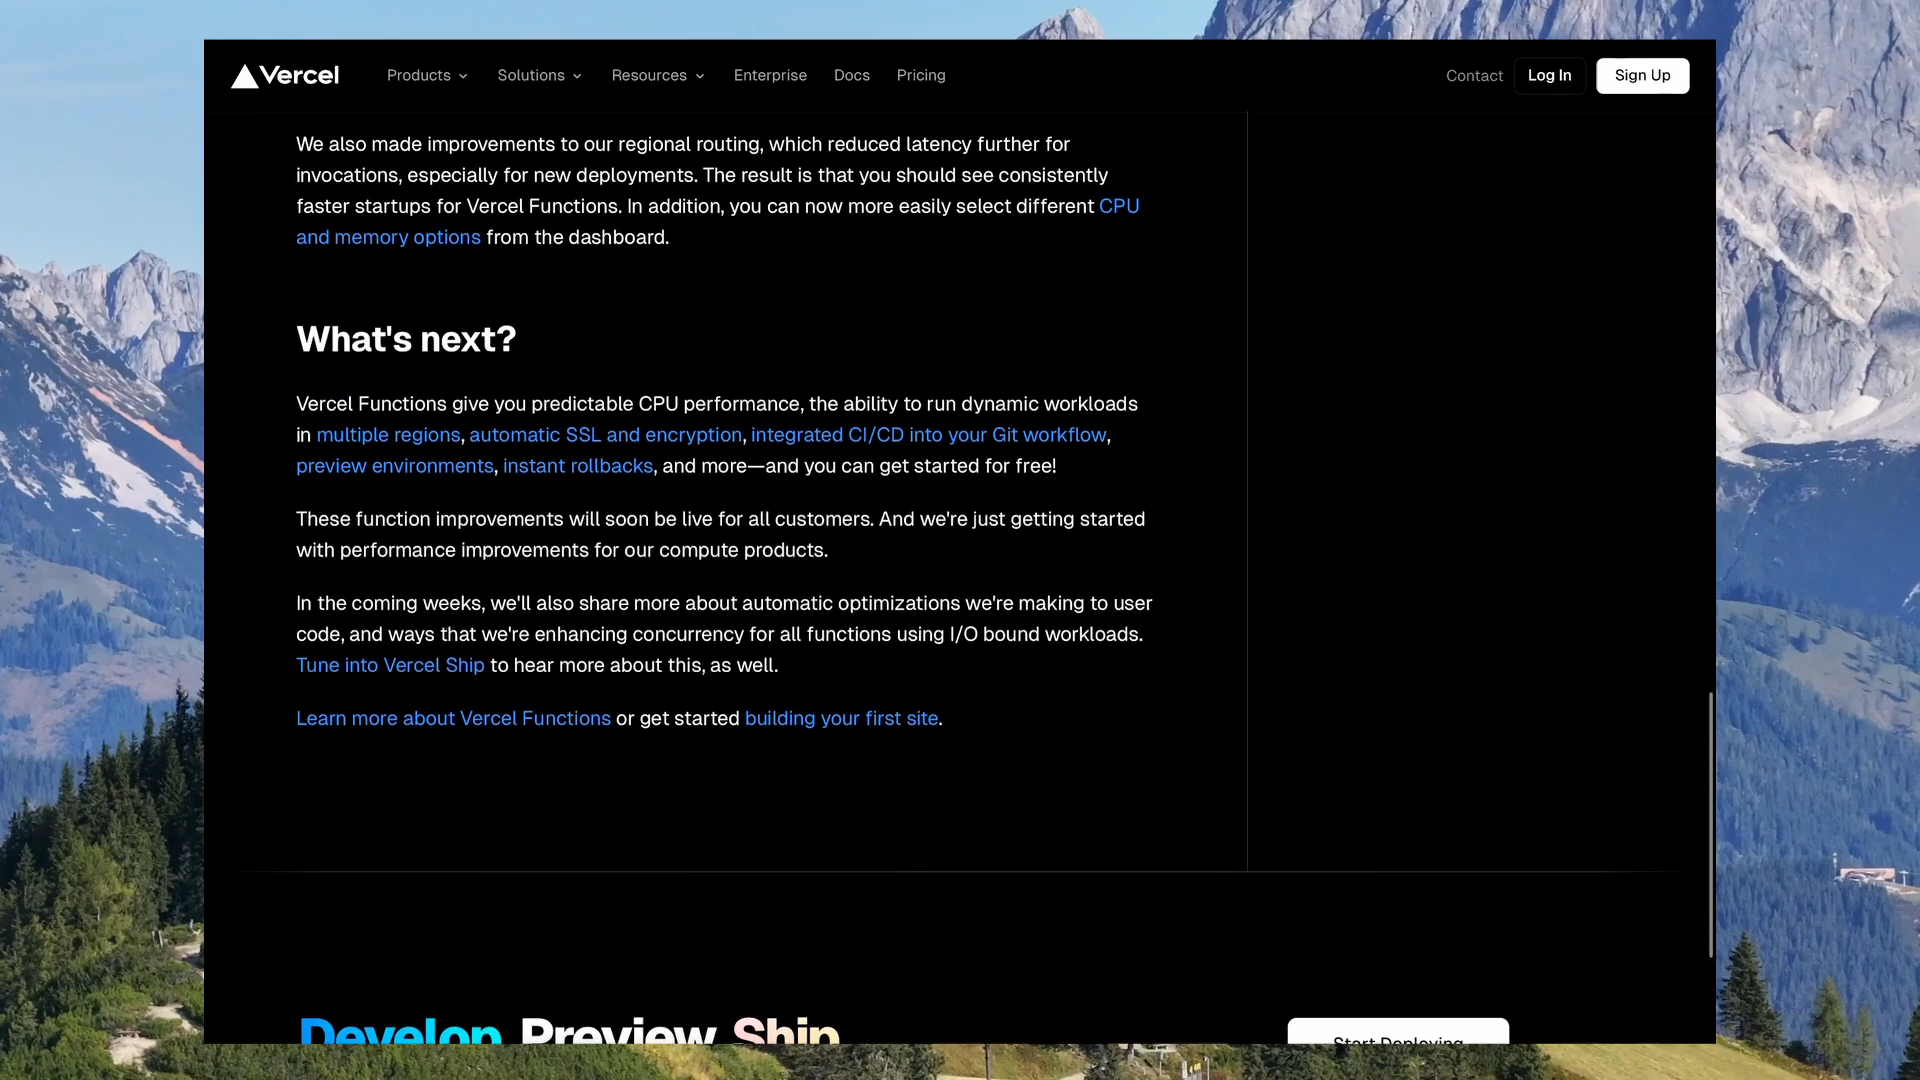 Vercel
Products
Solutions
Resources
Enterprise
Docs
Pricing
Contact
Log In
Sign Up
We also made improvements to our regional routing, which reduced latency further for
invocations, especially for new deployments. The result is that you should see consistently
faster startups for Vercel Functions. In addition, you can now more easily select different CPU
and memory options from the dashboard.
What's next?
Vercel Functions give you predictable CPU performance, the ability to run dynamic workloads
in multiple regions, automatic SSL and encryption, integrated CI/CD into your Git workflow,
preview environments, instant rollbacks, and more—and you can get started for free!
These function improvements will soon be live for all customers. And we're just getting started
with performance improvements for our compute products.
In the coming weeks, we'll also share more about automatic optimizations we're making to user
code, and ways that we're enhancing concurrency for all functions using I/O bound workloads.
Tune into Vercel Ship to hear more about this, as well.
Learn more about Vercel Functions or get started building your first site.
Develop Preview Ship
Start Deploying